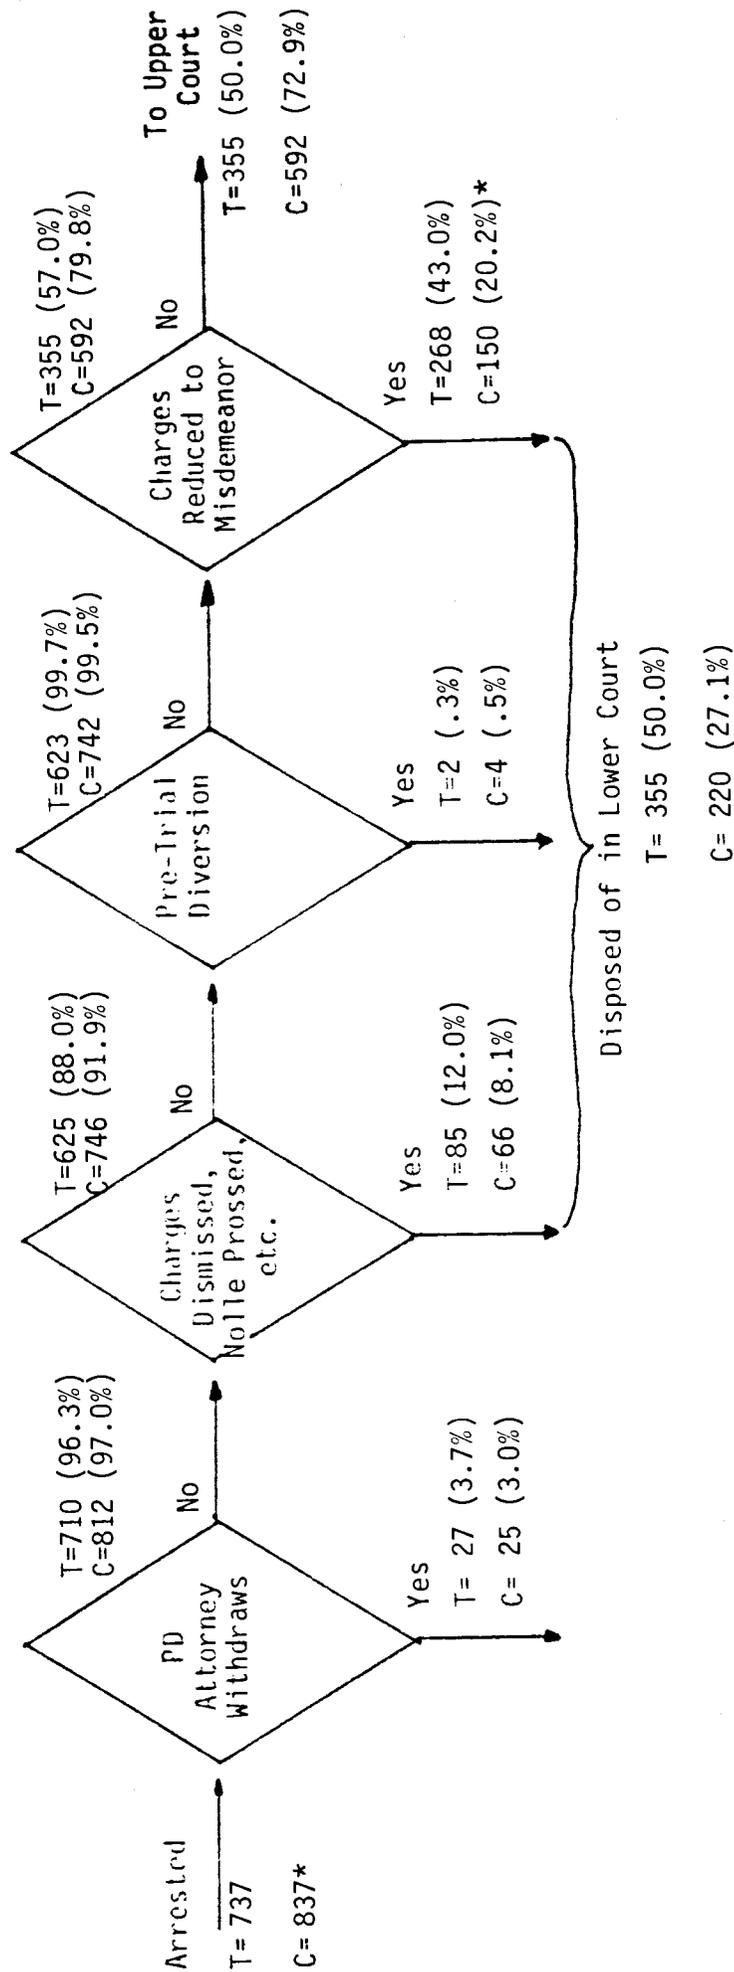 Arrested
T= 737
C= 837*
PD
Attorney
Withdraws
T=710 (96.3%)
C=812 (97.0%)
No
Yes
T= 27 (3.7%)
C= 25 (3.0%)
Charges
Dismissed,
Nolle Prossed,
etc.
T=625 (88.0%)
C=746 (91.9%)
No
Yes
T=85 (12.0%)
C=66 (8.1%)
Pre-Trial
Diversion
T=623 (99.7%)
C=742 (99.5%)
No
Yes
T=2 (.3%)
C=4 (.5%)
Charges
Reduced to
Misdemeanor
T=355 (57.0%)
C=592 (79.8%)
No
Yes
T=268 (43.0%)
C=150 (20.2%)*
To Upper
Court
T=355 (50.0%)
C=592 (72.9%)
Disposed of in Lower Court
T= 355 (50.0%)
C= 220 (27.1%)